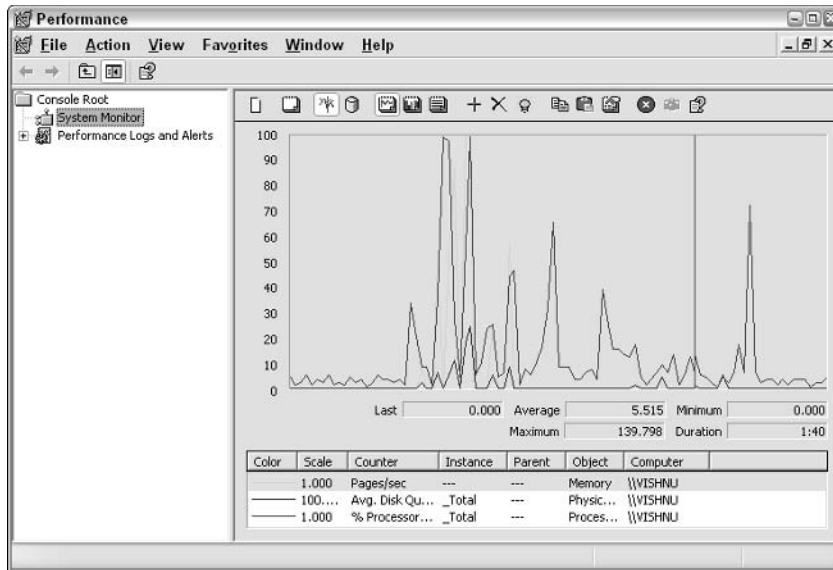 Performance
File Action View Favorites Window Help
Console Root
System Monitor
Performance Logs and Alerts
100
90
80
70
60
50
40
30
20
10
0
Last 0.000 Average 5.515 Minimum 0.000
Maximum 139.798 Duration 1:40
Color Scale Counter Instance Parent Object Computer
1.000 Pages/sec --- --- Memory \\VISHNU
100.... Avg. Disk Qu... _Total --- Physic... \\VISHNU
1.000 % Processor... _Total --- Proces... \\VISHNU